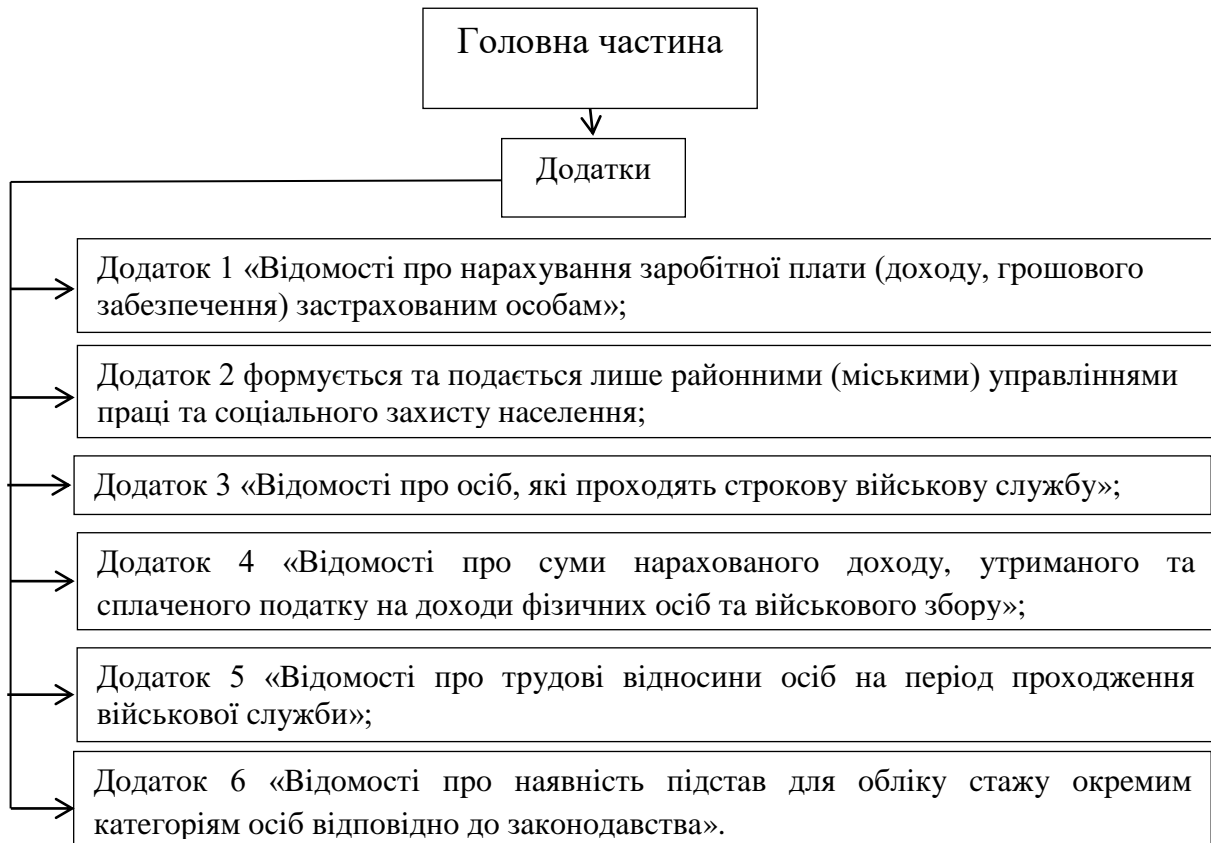 Головна частина
Додатки
Додаток 1 «Відомості про нарахування заробітної плати (доходу, грошового
забезпечення) застрахованим особам»;
Додаток 2 формується та подається лише районними (міськими) управліннями
праці та соціального захисту населення;
Додаток 3 «Відомості про осіб, які проходять строкову військову службу»;
Додаток 4 «Відомості про суми нарахованого доходу, утриманого та
сплаченого податку на доходи фізичних осіб та військового збору»;
Додаток 5 «Відомості про трудові відносини осіб на період проходження
військової служби»;
Додаток 6 «Відомості про наявність підстав для обліку стажу окремим
категоріям осіб відповідно до законодавства».